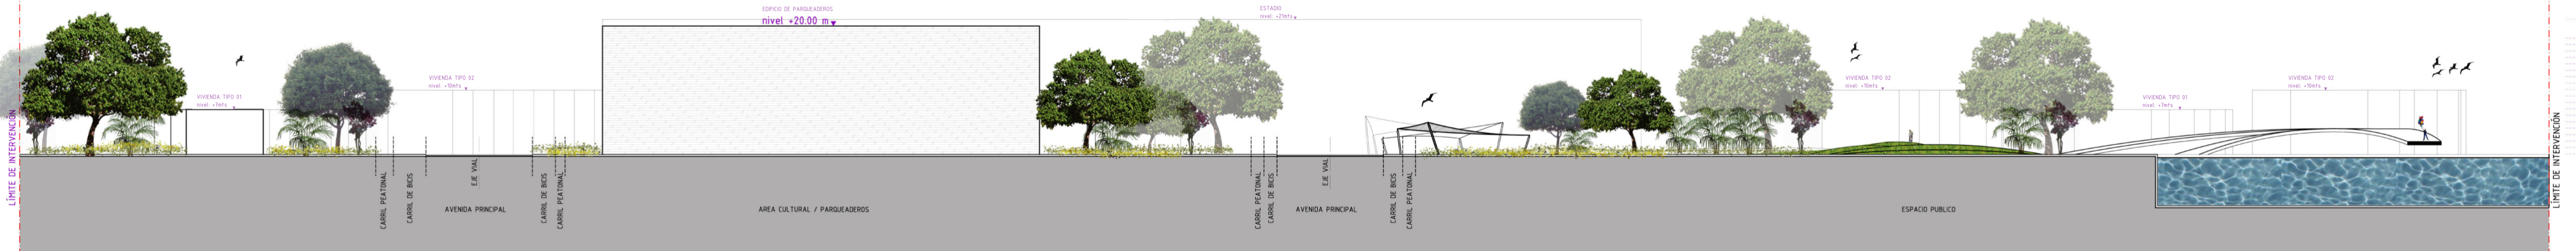 LÍMITE DE INTERVENCIÓN
VIVIENDA TIPO 01
nivel: +7mts
VIVIENDA TIPO 02
nivel: +10mts
EDIFICIO DE PARQUEADEROS
nivel +20.00 m
ESTADIO
nivel: +21mts
VIVIENDA TIPO 02
nivel: +10mts
VIVIENDA TIPO 01
nivel: +7mts
VIVIENDA TIPO 02
nivel: +10mts
LÍMITE DE INTERVENCIÓN
CARRIL PEATONAL
CARRIL DE BICIS
EJE VIAL
AVENIDA PRINCIPAL
CARRIL DE BICIS
CARRIL PEATONAL
AREA CULTURAL / PARQUEADEROS
CARRIL PEATONAL
CARRIL DE BICIS
EJE VIAL
AVENIDA PRINCIPAL
CARRIL DE BICIS
CARRIL PEATONAL
ESPACIO PUBLICO